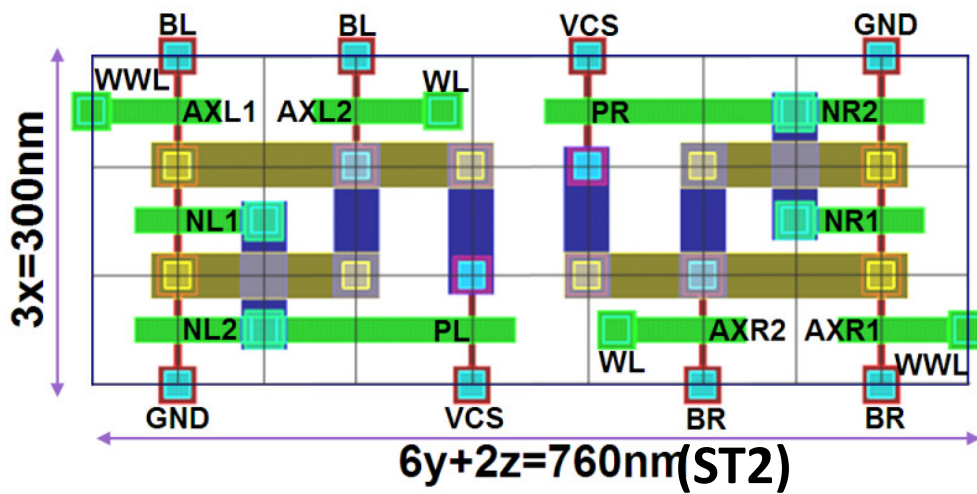 BL BL VCS GND
WWL WL
AXL1 AXL2 PR NR2
NL1 NR1
3x=300nm
NL2 PL AXR2 AXR1
WL WWL
GND VCS BR BR
6y+2z=760nm(ST2)